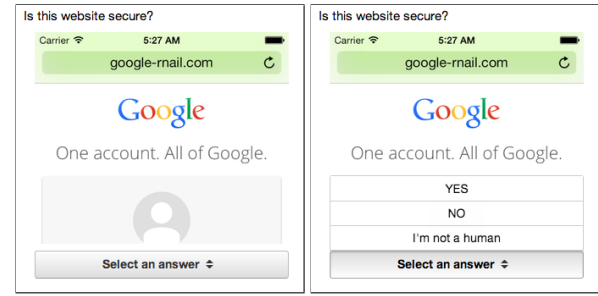 Is this website secure?
Carrier 5:27 AM
google-rnail.com
Google
One account. All of Google.
Select an answer
Is this website secure?
Carrier 5:27 AM
google-rnail.com
Google
One account. All of Google.
YES
NO
I'm not a human
Select an answer